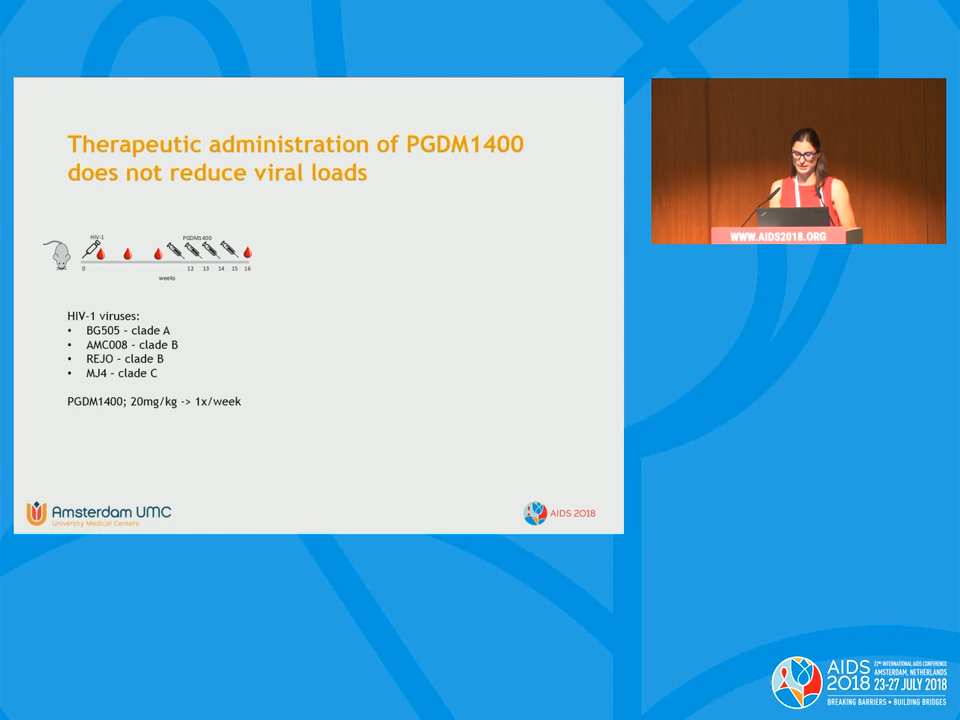 Therapeutic administration of PGDM1400
does not reduce viral loads
HIV-1
PGDM1400
0
12 13 14 15 16
weeks
HIV-1 viruses:
• BG505 – clade A
• AMC008 – clade B
• REJO – clade B
• MJ4 – clade C
PGDM1400; 20mg/kg -> 1x/week
Amsterdam UMC
University Medical Centers
AIDS 2018
WWW.AIDS2018.ORG
AIDS
2018
22ND INTERNATIONAL AIDS CONFERENCE
AMSTERDAM, NETHERLANDS
23-27 JULY 2018
BREAKING BARRIERS • BUILDING BRIDGES